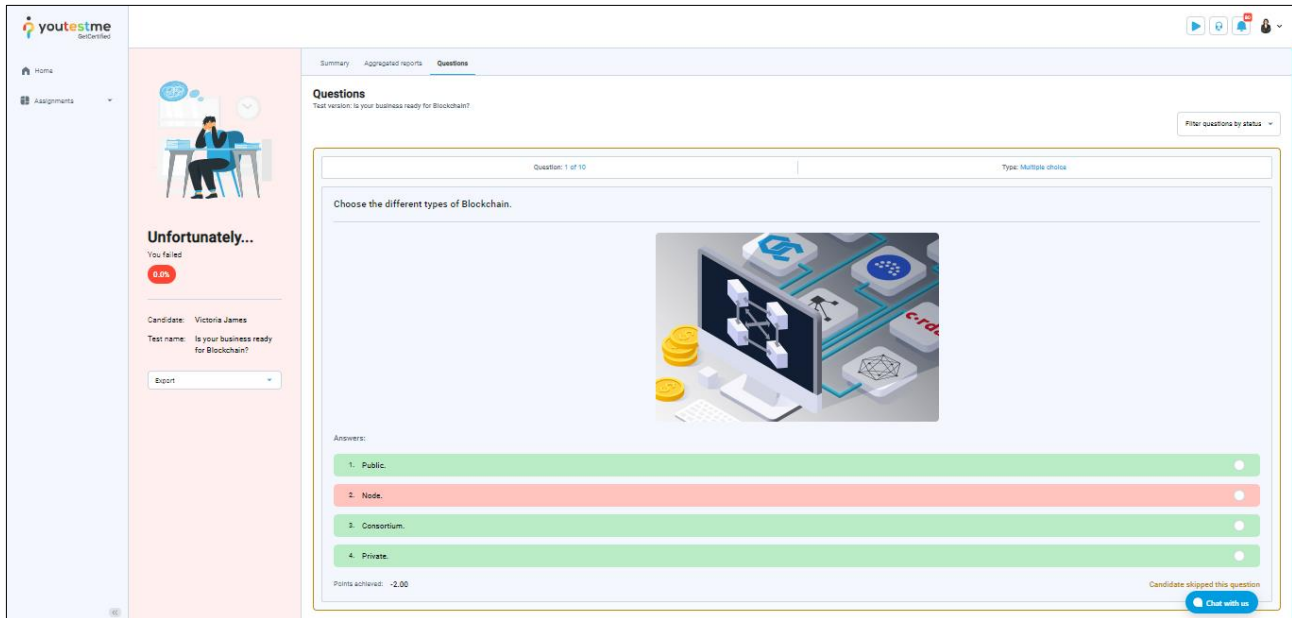 youtestme
GetCertified
Home
Assignments
Unfortunately...
You failed
0.0%
Candidate: Victoria James
Test name: Is your business ready
for Blockchain?
Export
Summary Aggregated reports Questions
Questions
Test version: Is your business ready for Blockchain?
Filter questions by status
Question: 1 of 10 Type: Multiple choice
Choose the different types of Blockchain.
Answers:
1. Public.
2. Node.
3. Consortium.
4. Private.
Points achieved: -2.00 Candidate skipped this question
Chat with us